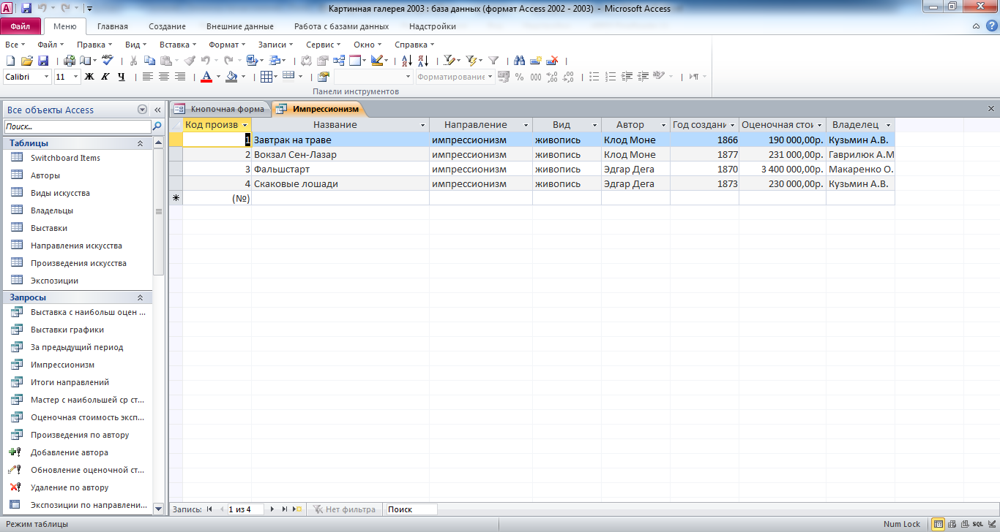 Картинная галерея 2003 : база данных (формат Access 2002 - 2003) - Microsoft Access
Файл Меню Главная Создание Внешние данные Работа с базами данных Надстройки
Все Файл Правка Вид Вставка Формат Записи Сервис Окно Справка
Calibri 11 Ж К Ч Форматировани
Панели инструментов
Все объекты Access
Поиск...
Таблицы
Switchboard Items
Авторы
Виды искусства
Владельцы
Выставки
Направления искусства
Произведения искусства
Экспозиции
Запросы
Выставка с наибольш оцен ...
Выставки графики
За предыдущий период
Импрессионизм
Итоги направлений
Мастер с наибольшей ср ст...
Оценочная стоимость эксп...
Произведения по автору
Добавление автора
Обновление оценочной ст...
Удаление по автору
Экспозиции по направлени...
Кнопочная форма Импрессионизм
Код произв Название Направление Вид Автор Год создани Оценочная стои Владелец
1 Завтрак на траве импрессионизм живопись Клод Моне 1866 190 000,00р. Кузьмин А.В.
2 Вокзал Сен-Лазар импрессионизм живопись Клод Моне 1877 231 000,00р. Гаврилюк А.М
3 Фальшстарт импрессионизм живопись Эдгар Дега 1870 3 400 000,00р. Макаренко О.
4 Скаковые лошади импрессионизм живопись Эдгар Дега 1873 230 000,00р. Кузьмин А.В.
(№)
Запись: 1 из 4 Нет фильтра Поиск
Режим таблицы Num Lock SQL